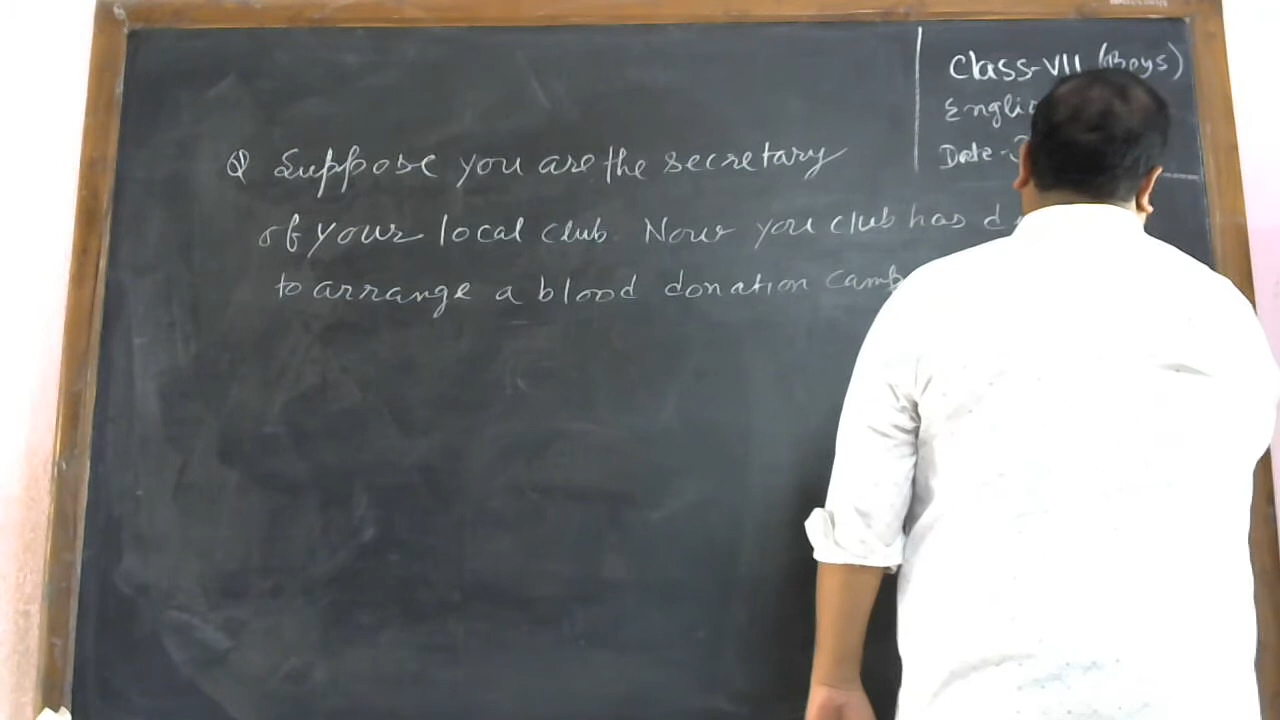 Class-VII (Boys)
Date-
Q Suppose you are the secretary
of your local club. Now you club has
to arrange a blood donation camp